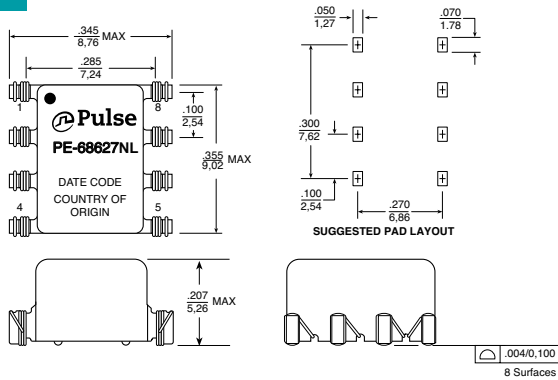 .345
8,76 MAX
.285
7,24
1
8
.100
2,54
Pulse
PE-68627NL
.355
9,02 MAX
DATE CODE
COUNTRY OF
ORIGIN
4
5
.050
1,27
.070
1.78
.300
7,62
.100
2,54
.270
6,86
SUGGESTED PAD LAYOUT
.207
5,26 MAX
.004/0,100
8 Surfaces